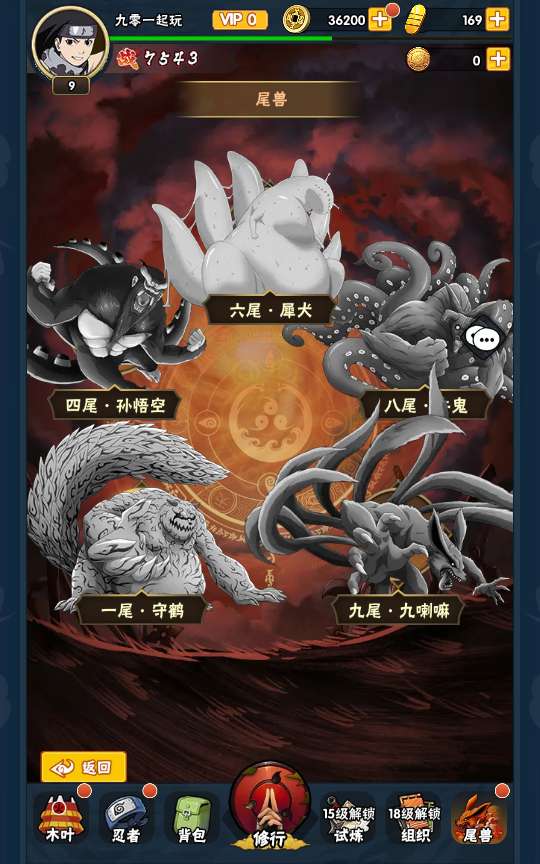 九零一起玩 VIP 0 36200 169
战 7543 0
9
尾兽
六尾·犀犬
四尾·孙悟空
八尾· 鬼
一尾·守鹤
九尾·九喇嘛
返回
15级解锁 18级解锁
木叶 忍者 背包 修行 试炼 组织 尾兽